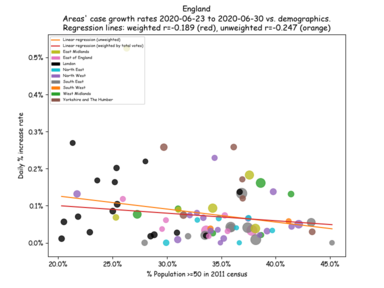 England
Areas' case growth rates 2020-06-23 to 2020-06-30 vs. demographics.
Regression lines: weighted r=-0.189 (red), unweighted r=-0.247 (orange)
Linear regression (unweighted)
Linear regression (weighted by total votes)
East Midlands
East of England
London
North East
North West
South East
South West
West Midlands
Yorkshire and The Humber
0.5%
0.4%
0.3%
0.2%
0.1%
0.0%
Daily % increase rate
20.0% 25.0% 30.0% 35.0% 40.0% 45.0%
% Population >=50 in 2011 census